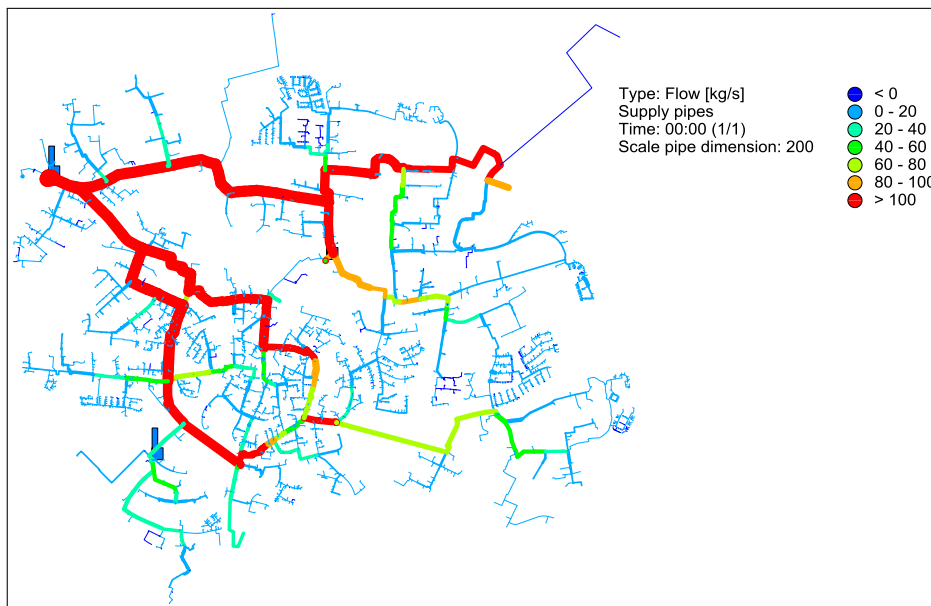 Type: Flow [kg/s]
Supply pipes
Time: 00:00 (1/1)
Scale pipe dimension: 200
< 0
0 - 20
20 - 40
40 - 60
60 - 80
80 - 100
> 100